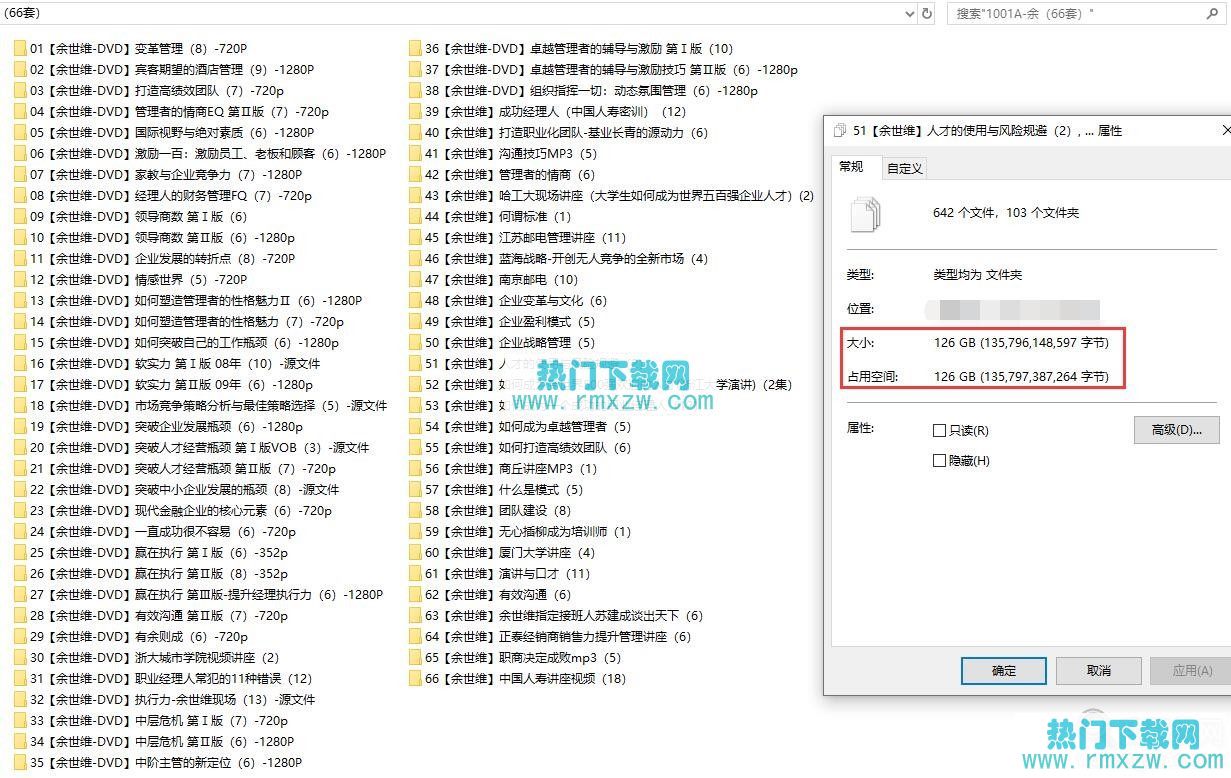 (66套)
搜索"1001A-余（66套）"
01【余世维-DVD】变革管理（8）-720P
02【余世维-DVD】宾客期望的酒店管理（9）-1280P
03【余世维-DVD】打造高绩效团队（7）-720p
04【余世维-DVD】管理者的情商EQ 第Ⅱ版（7）-720p
05【余世维-DVD】国际视野与绝对素质（6）-1280P
06【余世维-DVD】激励一百：激励员工、老板和顾客（6）-1280P
07【余世维-DVD】家教与企业竞争力（7）-1280P
08【余世维-DVD】经理人的财务管理FQ（7）-720p
09【余世维-DVD】领导商数 第Ⅰ版（6）
10【余世维-DVD】领导商数 第Ⅱ版（6）-1280p
11【余世维-DVD】企业发展的转折点（8）-720P
12【余世维-DVD】情感世界（5）-720P
13【余世维-DVD】如何塑造管理者的性格魅力Ⅱ（6）-1280P
14【余世维-DVD】如何塑造管理者的性格魅力（7）-720p
15【余世维-DVD】如何突破自己的工作瓶颈（6）-1280p
16【余世维-DVD】软实力 第Ⅰ版 08年（10）-源文件
17【余世维-DVD】软实力 第Ⅱ版 09年（6）-1280p
18【余世维-DVD】市场竞争策略分析与最佳策略选择（5）-源文件
19【余世维-DVD】突破企业发展瓶颈（6）-1280p
20【余世维-DVD】突破人才经营瓶颈 第Ⅰ版VOB（3）-源文件
21【余世维-DVD】突破人才经营瓶颈 第Ⅱ版（7）-720p
22【余世维-DVD】突破中小企业发展的瓶颈（8）-源文件
23【余世维-DVD】现代金融企业的核心元素（6）-720p
24【余世维-DVD】一直成功很不容易（6）-720p
25【余世维-DVD】赢在执行 第Ⅰ版（6）-352p
26【余世维-DVD】赢在执行 第Ⅱ版（8）-352p
27【余世维-DVD】赢在执行 第Ⅲ版-提升经理执行力（6）-1280P
28【余世维-DVD】有效沟通 第Ⅱ版（7）-720p
29【余世维-DVD】有余则成（6）-720p
30【余世维-DVD】浙大城市学院视频讲座（2）
31【余世维-DVD】职业经理人常犯的11种错误（12）
32【余世维-DVD】执行力-余世维现场（13）-源文件
33【余世维-DVD】中层危机 第Ⅰ版（7）-720p
34【余世维-DVD】中层危机 第Ⅱ版（6）-1280P
35【余世维-DVD】中阶主管的新定位（6）-1280P
36【余世维-DVD】卓越管理者的辅导与激励 第Ⅰ版（10）
37【余世维-DVD】卓越管理者的辅导与激励技巧 第Ⅱ版（6）-1280p
38【余世维-DVD】组织指挥一切：动态氛围管理（6）-1280p
39【余世维】成功经理人（中国人寿密训）（12）
40【余世维】打造职业化团队-基业长青的源动力（6）
41【余世维】沟通技巧MP3（5）
42【余世维】管理者的情商（6）
43【余世维】哈工大现场讲座（大学生如何成为世界五百强企业人才）(2)
44【余世维】何谓标准（1）
45【余世维】江苏邮电管理讲座（11）
46【余世维】蓝海战略-开创无人竞争的全新市场（4）
47【余世维】南京邮电（10）
48【余世维】企业变革与文化（6）
49【余世维】企业盈利模式（5）
50【余世维】企业战略管理（5）
51【余世维】
52【余世维】如何成 江大学演讲）(2集）
53【余世维】如
54【余世维】如何成为卓越管理者（5）
55【余世维】如何打造高绩效团队（6）
56【余世维】商丘讲座MP3（1）
57【余世维】什么是模式（5）
58【余世维】团队建设（8）
59【余世维】无心插柳成为培训师（1）
60【余世维】厦门大学讲座（4）
61【余世维】演讲与口才（11）
62【余世维】有效沟通（6）
63【余世维】余世维指定接班人苏建成谈出天下（6）
64【余世维】正泰经销商销售力提升管理讲座（6）
65【余世维】职商决定成败mp3（5）
66【余世维】中国人寿讲座视频（18）
热门下载网
www.rmxzw.com
51【余世维】人才的使用与风险规避（2）, ... 属性
常规
自定义
642 个文件，103 个文件夹
类型: 类型均为 文件夹
位置:
大小: 126 GB (135,796,148,597 字节)
占用空间: 126 GB (135,797,387,264 字节)
属性: 只读(R) 高级(D)...
隐藏(H)
确定 取消 应用(A)
热门下载网
www.rmxzw.com